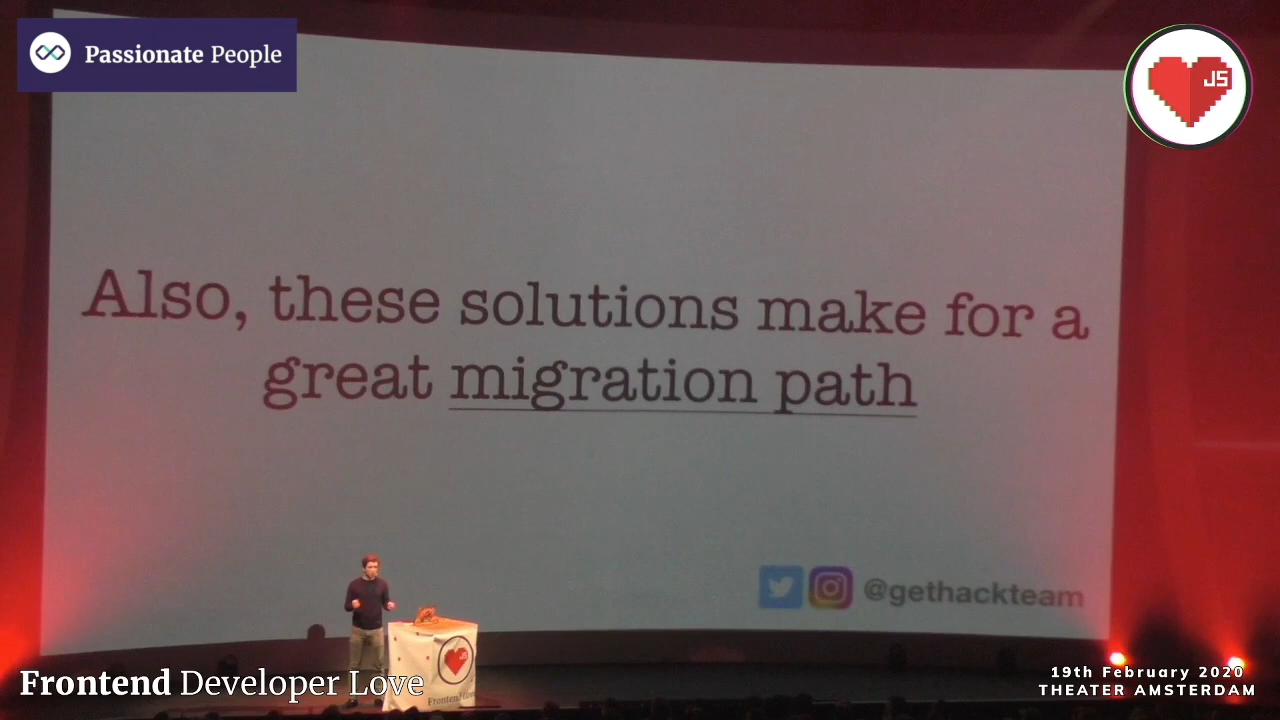 Passionate People
JS
Also, these solutions make for a
great migration path
@gethackteam
JS
Frontend Developer Love
19th February 2020
THEATER AMSTERDAM